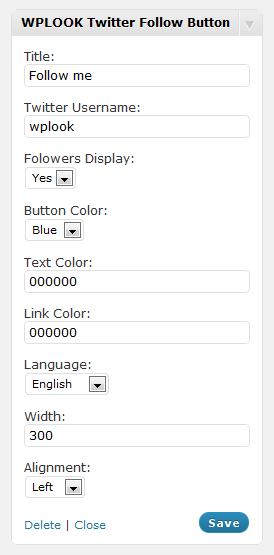 WPLOOK Twitter Follow Button
Title:
Follow me
Twitter Username:
wplook
Folowers Display:
Yes
Button Color:
Blue
Text Color:
000000
Link Color:
000000
Language:
English
Width:
300
Alignment:
Left
Delete | Close Save